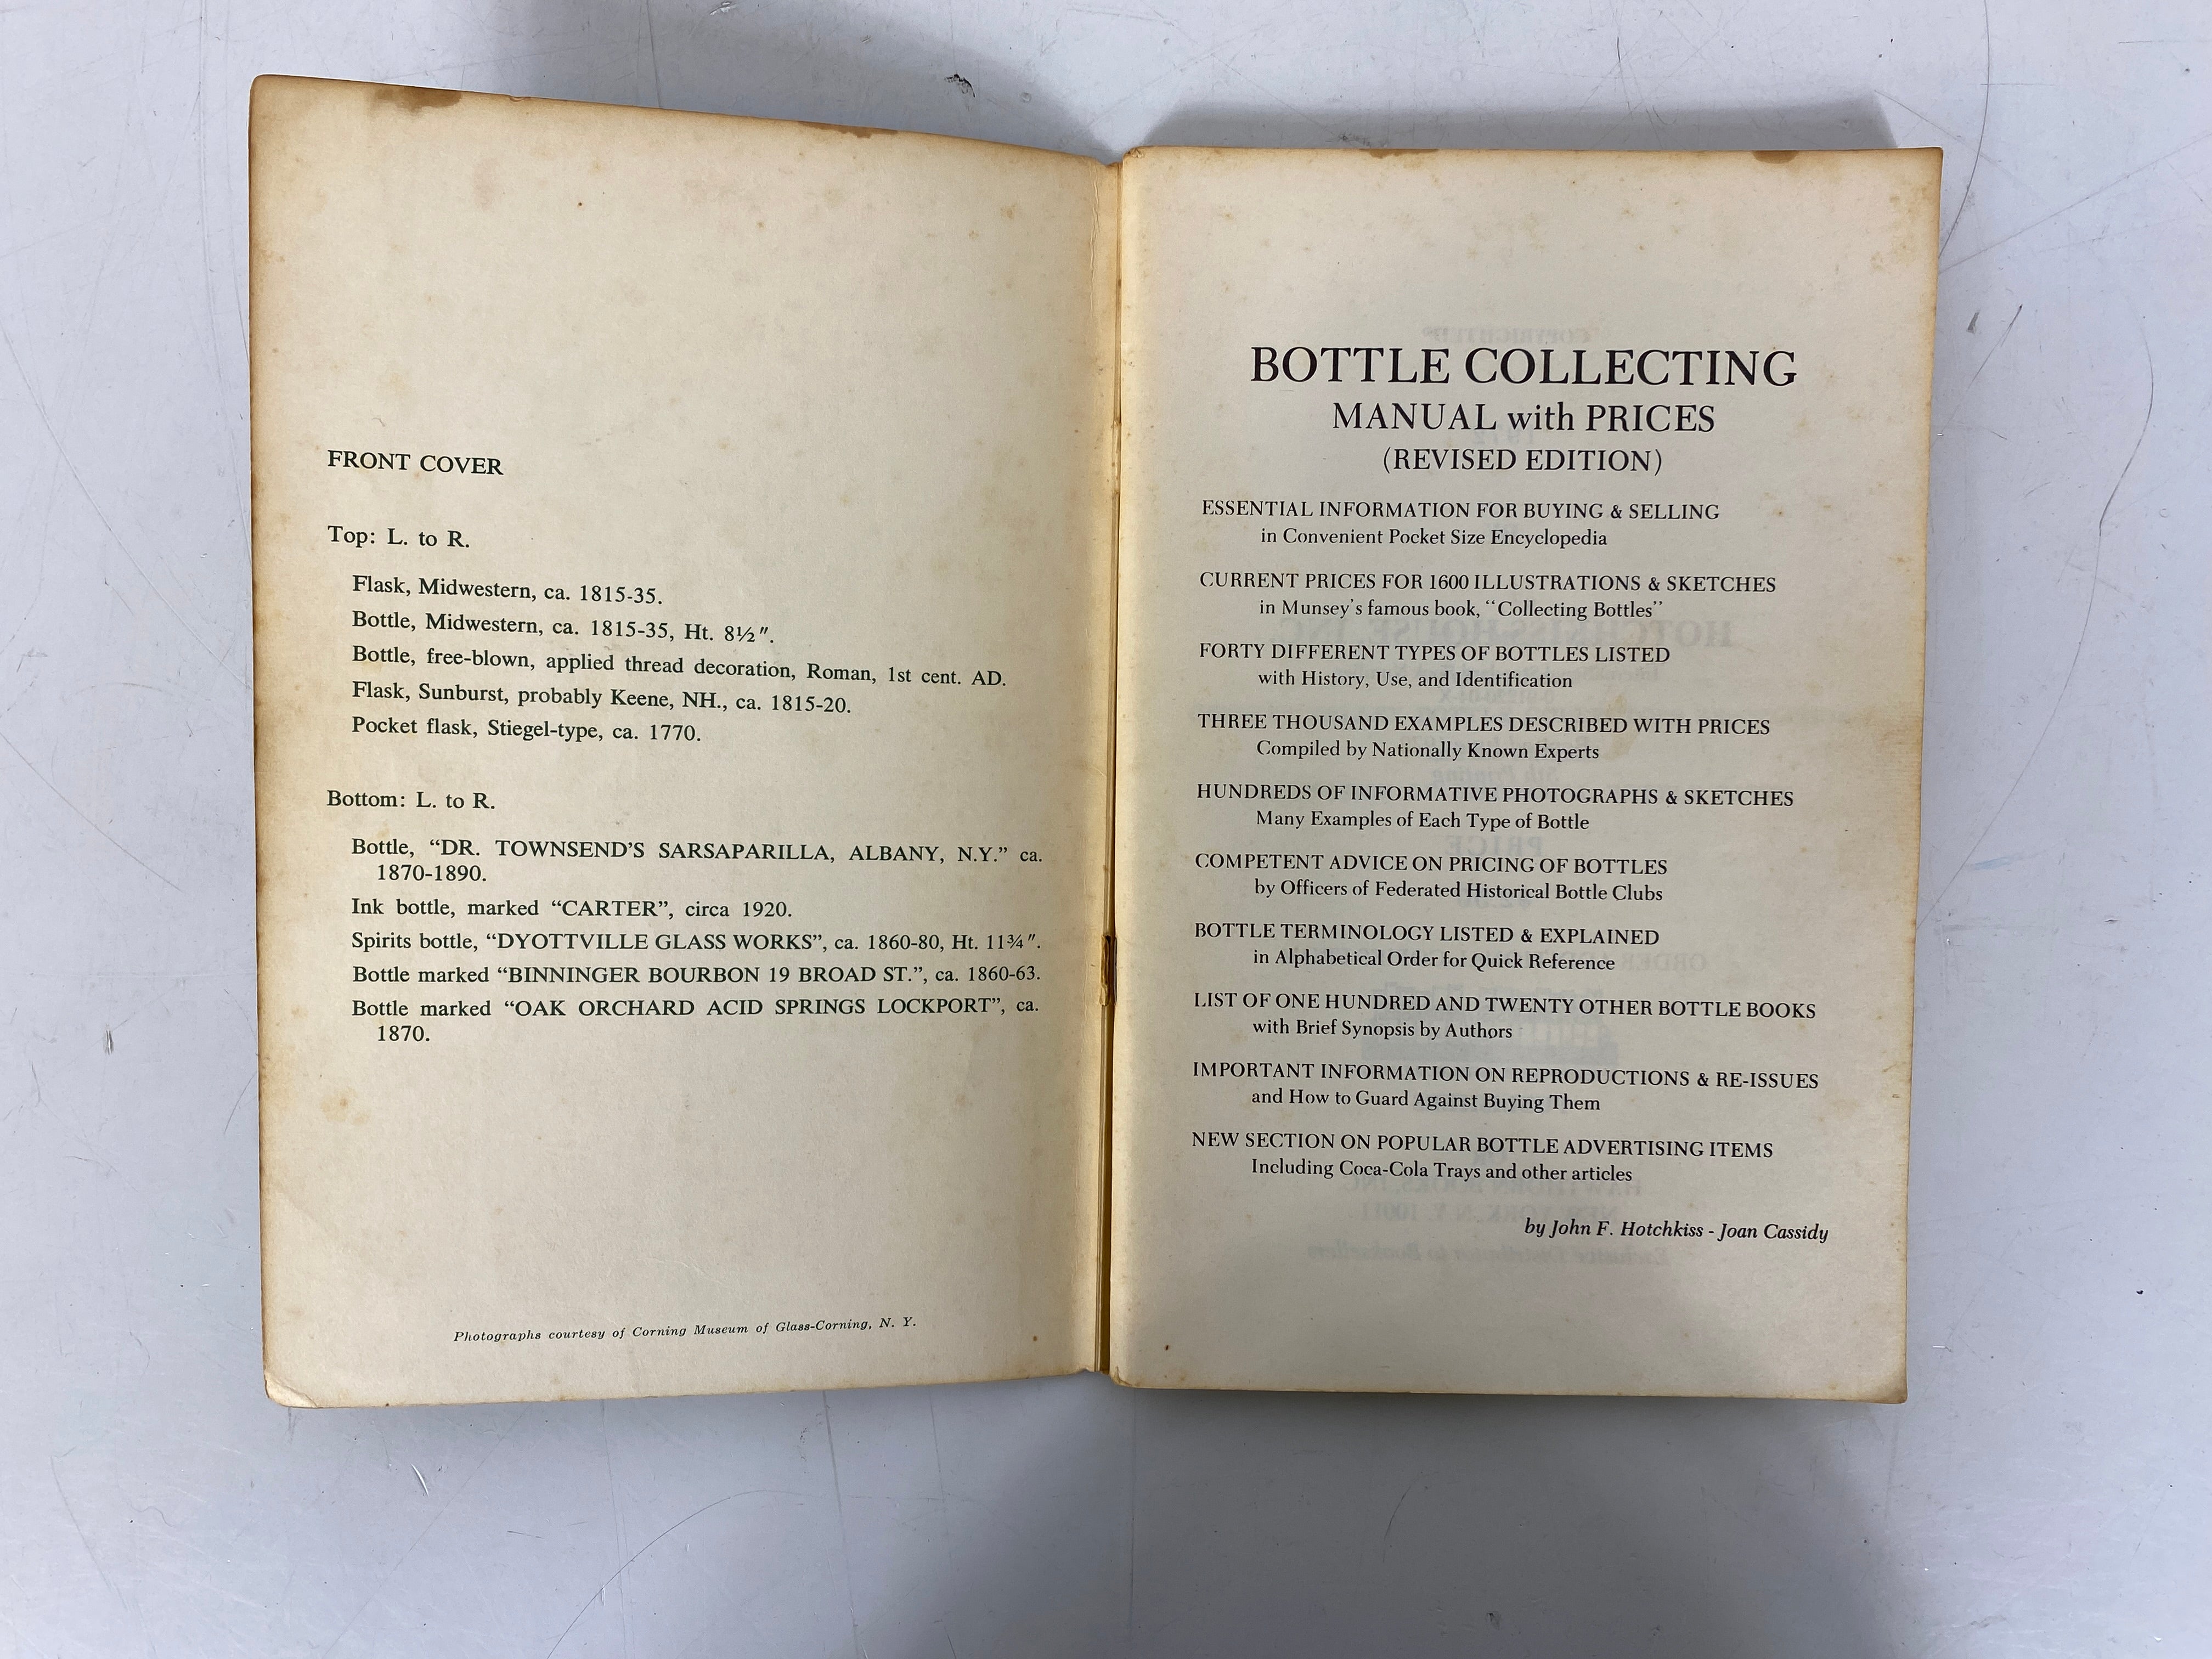 FRONT COVER
Top: L. to R.
Flask, Midwestern, ca. 1815-35.
Bottle, Midwestern, ca. 1815-35, Ht. 8½″.
Bottle, free-blown, applied thread decoration, Roman, 1st cent. AD.
Flask, Sunburst, probably Keene, NH., ca. 1815-20.
Pocket flask, Stiegel-type, ca. 1770.
Bottom: L. to R.
Bottle, “DR. TOWNSEND’S SARSAPARILLA, ALBANY, N.Y.” ca.
1870-1890.
Ink bottle, marked “CARTER”, circa 1920.
Spirits bottle, “DYOTTVILLE GLASS WORKS”, ca. 1860-80, Ht. 11¾″.
Bottle marked “BINNINGER BOURBON 19 BROAD ST.”, ca. 1860-63.
Bottle marked “OAK ORCHARD ACID SPRINGS LOCKPORT”, ca.
1870.
Photographs courtesy of Corning Museum of Glass-Corning, N. Y.
BOTTLE COLLECTING
MANUAL with PRICES
(REVISED EDITION)
ESSENTIAL INFORMATION FOR BUYING & SELLING
in Convenient Pocket Size Encyclopedia
CURRENT PRICES FOR 1600 ILLUSTRATIONS & SKETCHES
in Munsey’s famous book, “Collecting Bottles”
FORTY DIFFERENT TYPES OF BOTTLES LISTED
with History, Use, and Identification
THREE THOUSAND EXAMPLES DESCRIBED WITH PRICES
Compiled by Nationally Known Experts
HUNDREDS OF INFORMATIVE PHOTOGRAPHS & SKETCHES
Many Examples of Each Type of Bottle
COMPETENT ADVICE ON PRICING OF BOTTLES
by Officers of Federated Historical Bottle Clubs
BOTTLE TERMINOLOGY LISTED & EXPLAINED
in Alphabetical Order for Quick Reference
LIST OF ONE HUNDRED AND TWENTY OTHER BOTTLE BOOKS
with Brief Synopsis by Authors
IMPORTANT INFORMATION ON REPRODUCTIONS & RE-ISSUES
and How to Guard Against Buying Them
NEW SECTION ON POPULAR BOTTLE ADVERTISING ITEMS
Including Coca-Cola Trays and other articles
by John F. Hotchkiss - Joan Cassidy